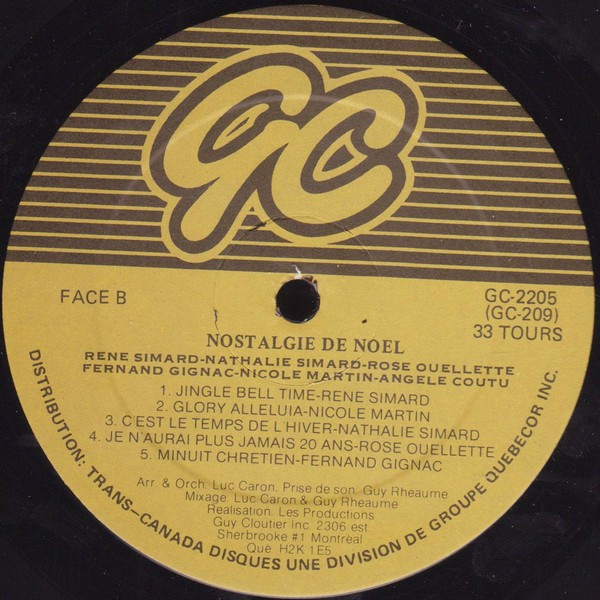 GC
FACE B
GC-2205
(GC-209)
33 TOURS
NOSTALGIE DE NOEL
RENE SIMARD-NATHALIE SIMARD-ROSE OUELLETTE
FERNAND GIGNAC-NICOLE MARTIN-ANGELE COUTU
1. JINGLE BELL TIME-RENE SIMARD
2. GLORY ALLELUIA-NICOLE MARTIN
3. C'EST LE TEMPS DE L'HIVER-NATHALIE SIMARD
4. JE N'AURAI PLUS JAMAIS 20 ANS-ROSE OUELLETTE
5. MINUIT CHRETIEN-FERNAND GIGNAC
Arr. & Orch. Luc Caron. Prise de son. Guy Rheaume
Mixage. Luc Caron & Guy Rheaume
Realisation. Les Productions
Guy Cloutier Inc. 2306 est
Sherbrooke #1 Montréal
Qué. H2K 1E5
DISTRIBUTION: TRANS-CANADA DISQUES UNE DIVISION DE GROUPE QUEBECOR INC.